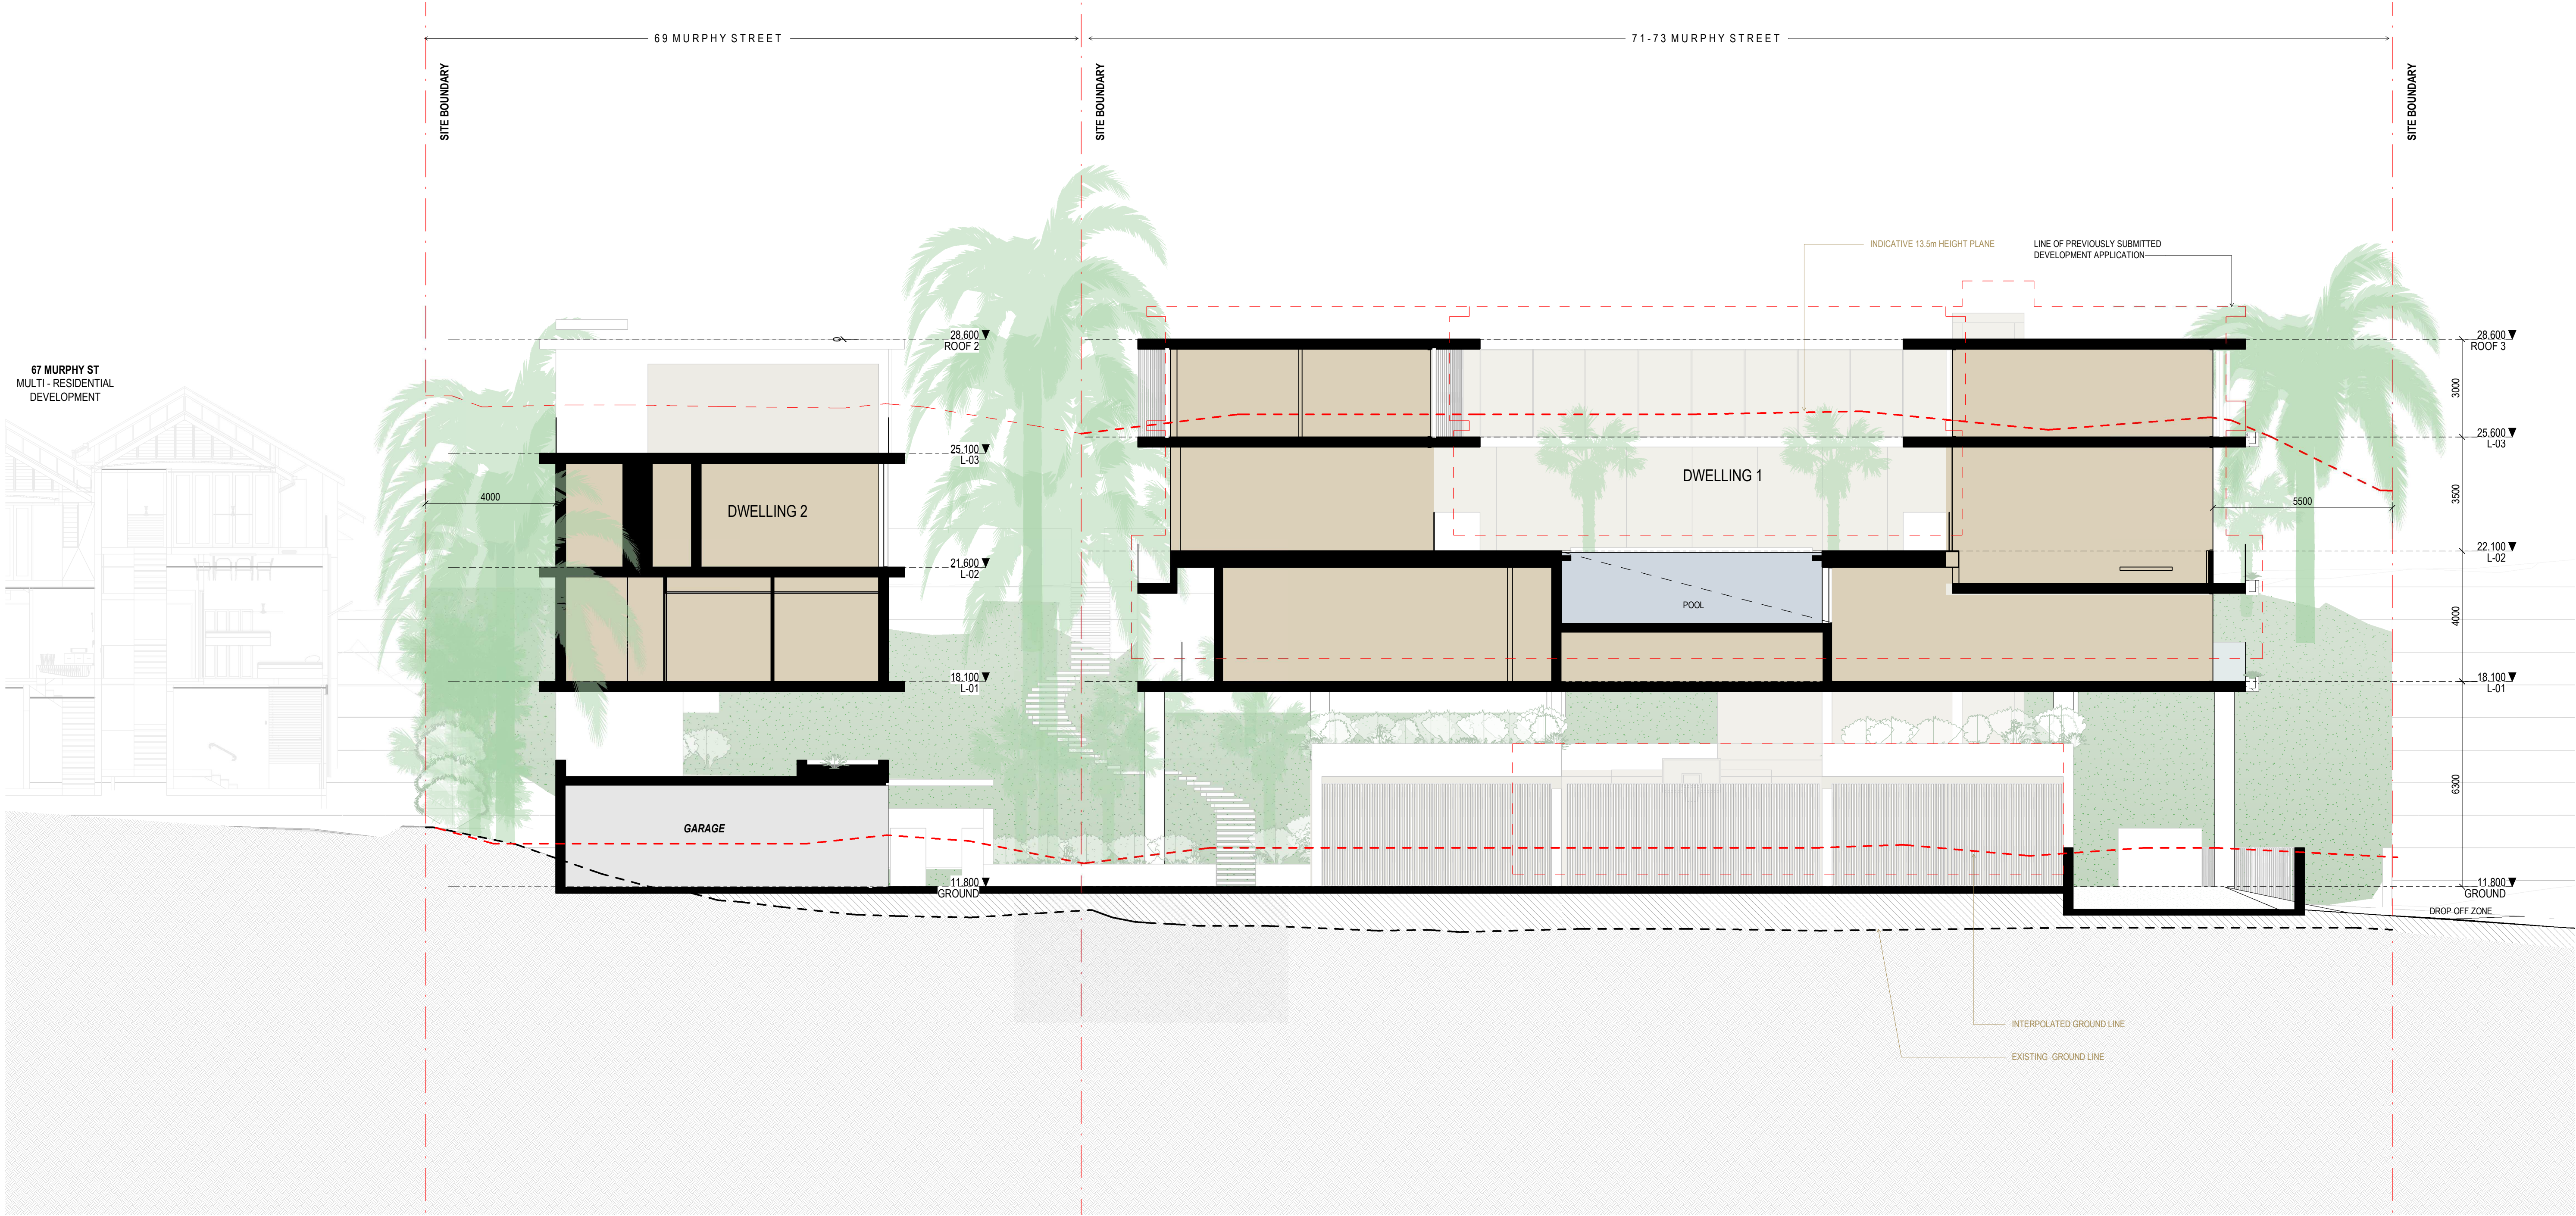 69 MURPHY STREET
71-73 MURPHY STREET
SITE BOUNDARY
SITE BOUNDARY
SITE BOUNDARY
INDICATIVE 13.5m HEIGHT PLANE
LINE OF PREVIOUSLY SUBMITTED
DEVELOPMENT APPLICATION
67 MURPHY ST
MULTI - RESIDENTIAL
DEVELOPMENT
28,600
ROOF 2
28,600
ROOF 3
3000
25,100
L-03
25,600
L-03
4000
DWELLING 2
DWELLING 1
3500
5500
21,600
L-02
22,100
L-02
POOL
4000
18,100
L-01
18,100
L-01
6300
GARAGE
11,800
GROUND
11,800
GROUND
DROP OFF ZONE
INTERPOLATED GROUND LINE
EXISTING GROUND LINE